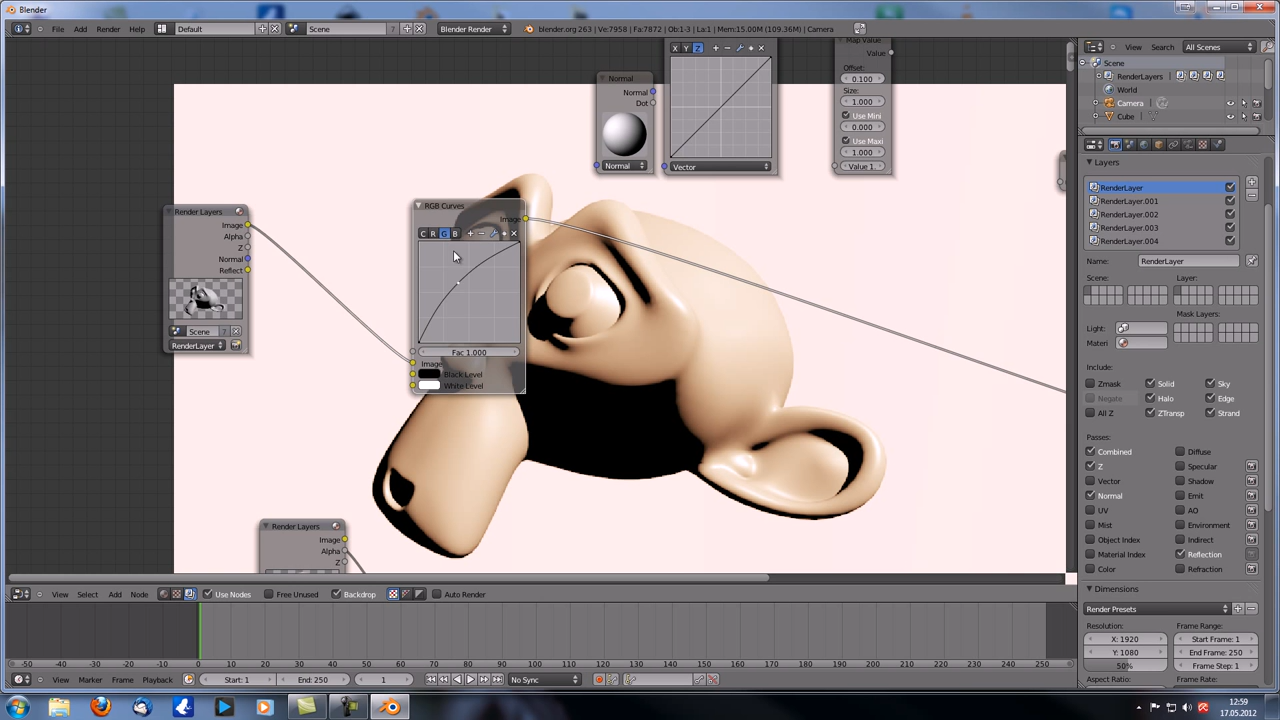 Blender
File Add Render Help Default Scene 7 Blender Render blender.org 263 | Ve:7958 | Fa:7872 | Ob:1-3 | La:1 | Mem:15.00M (109.36M) | Camera
View Search All Scenes
Scene
RenderLayers
World
Camera
Cube
Map Value
Value
Offset:
0.100
Size:
1.000
Use Mini
0.000
Use Maxi
1.000
Value 1
X Y Z
Vector
Normal
Normal
Dot
Normal
Render Layers
Image
Alpha
Z
Normal
Reflect
Scene 7
RenderLayer
RGB Curves
Image
C R G B
Fac 1.000
Image
Black Level
White Level
Render Layers
Image
Alpha
Z
Layers
RenderLayer
RenderLayer.001
RenderLayer.002
RenderLayer.003
RenderLayer.004
Name: RenderLayer
Scene: Layer:
Mask Layers
Light:
Materi
Include:
Zmask Solid Sky
Negate Halo Edge
All Z ZTransp Strand
Passes:
Combined Diffuse
Z Specular
Vector Shadow
Normal Emit
UV AO
Mist Environment
Object Index Indirect
Material Index Reflection
Color Refraction
Dimensions
Render Presets
Resolution: Frame Range:
X: 1920 Start Frame: 1
Y: 1080 End Frame: 250
50% Frame Step: 1
Aspect Ratio: Frame Rate:
View Select Add Node Use Nodes Free Unused Backdrop Auto Render
-50 -40 -30 -20 -10 0 10 20 30 40 50 60 70 80 90 100 110 120 130 140 150 160 170 180 190 200 210 220 230 240 250
View Marker Frame Playback Start: 1 End: 250 1 No Sync
12:59
17.05.2012